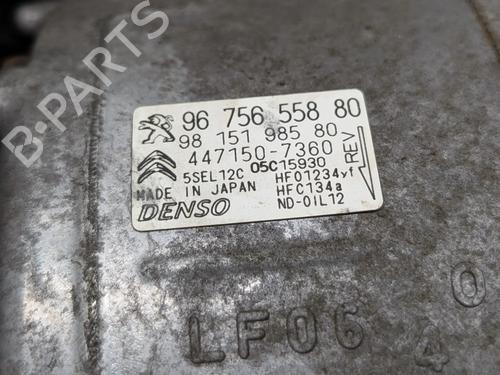 96 756 558 80
98 151 985 80
447150-7360
5SEL12C 05C15930 HFO1234yf
MADE IN JAPAN HFC134a
DENSO ND-OIL12
REV
LF06
0
4
B-PARTS